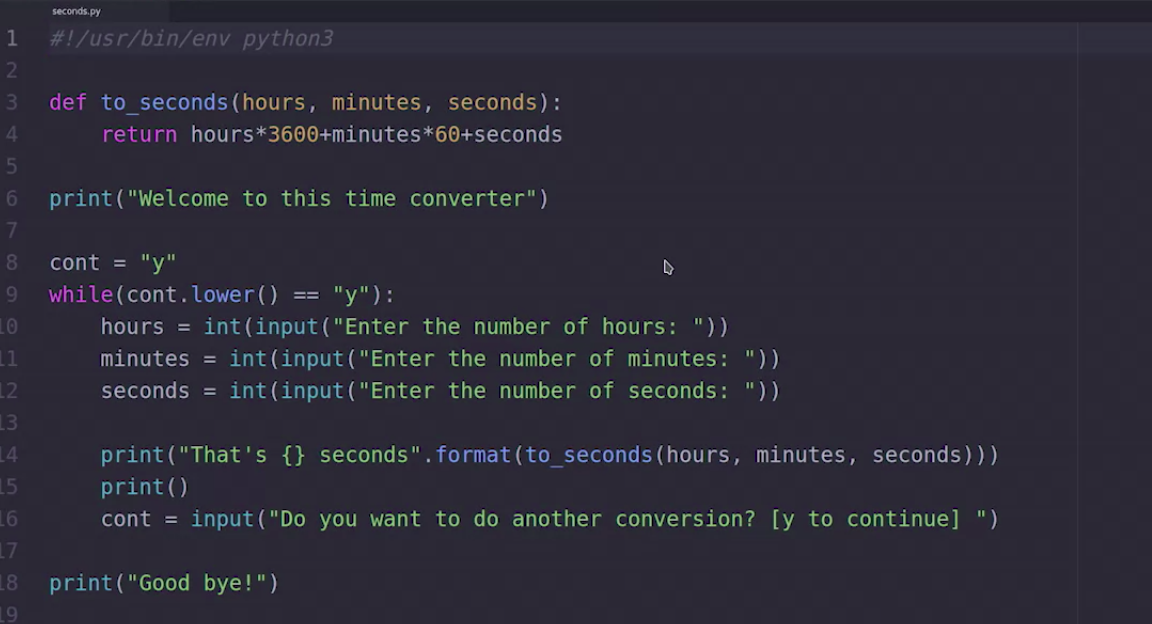 seconds.py
1 #!/usr/bin/env python3
2
3 def to_seconds(hours, minutes, seconds):
4     return hours*3600+minutes*60+seconds
5
6 print("Welcome to this time converter")
7
8 cont = "y"
9 while(cont.lower() == "y"):
10     hours = int(input("Enter the number of hours: "))
11     minutes = int(input("Enter the number of minutes: "))
12     seconds = int(input("Enter the number of seconds: "))
13
14     print("That's {} seconds".format(to_seconds(hours, minutes, seconds)))
15     print()
16     cont = input("Do you want to do another conversion? [y to continue] ")
17
18 print("Good bye!")
19